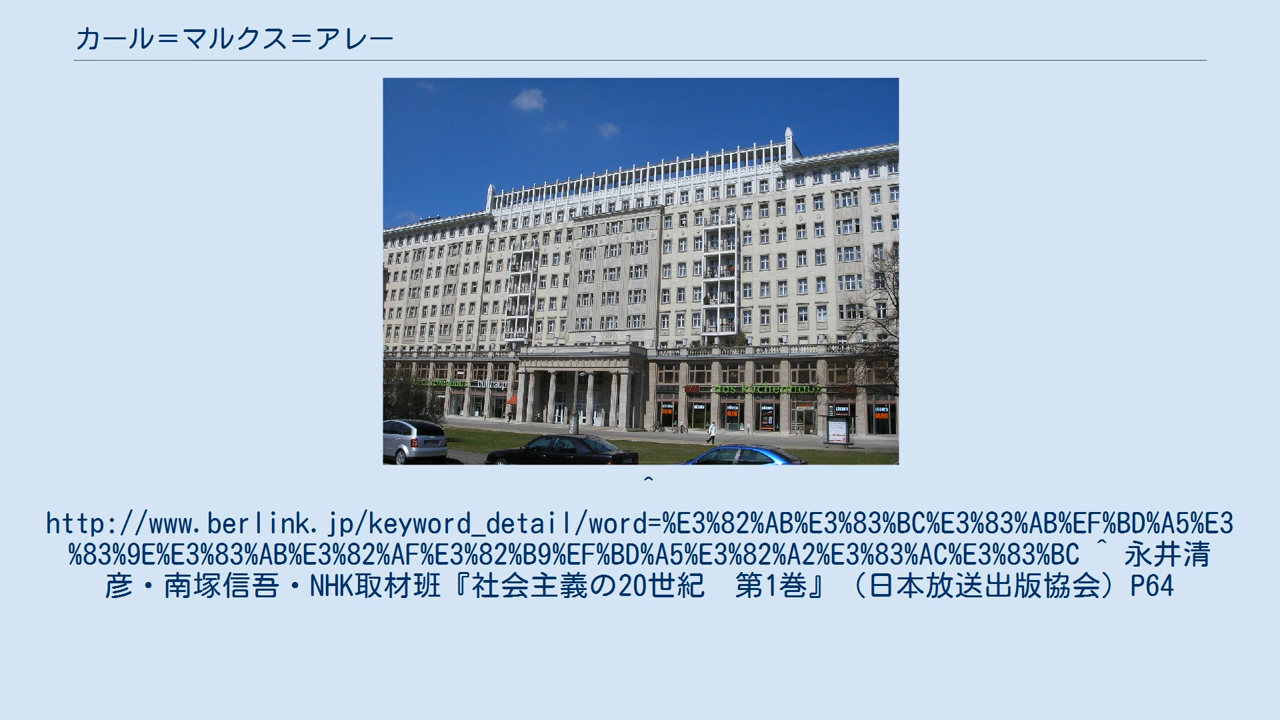 カール＝マルクス＝アレー
das küchenhaus
^
http://www.berlink.jp/keyword_detail/word=%E3%82%AB%E3%83%BC%E3%83%AB%EF%BD%A5%E3
%83%9E%E3%83%AB%E3%82%AF%E3%82%B9%EF%BD%A5%E3%82%A2%E3%83%AC%E3%83%BC ^ 永井清
彦・南塚信吾・NHK取材班『社会主義の20世紀　第1巻』（日本放送出版協会）P64